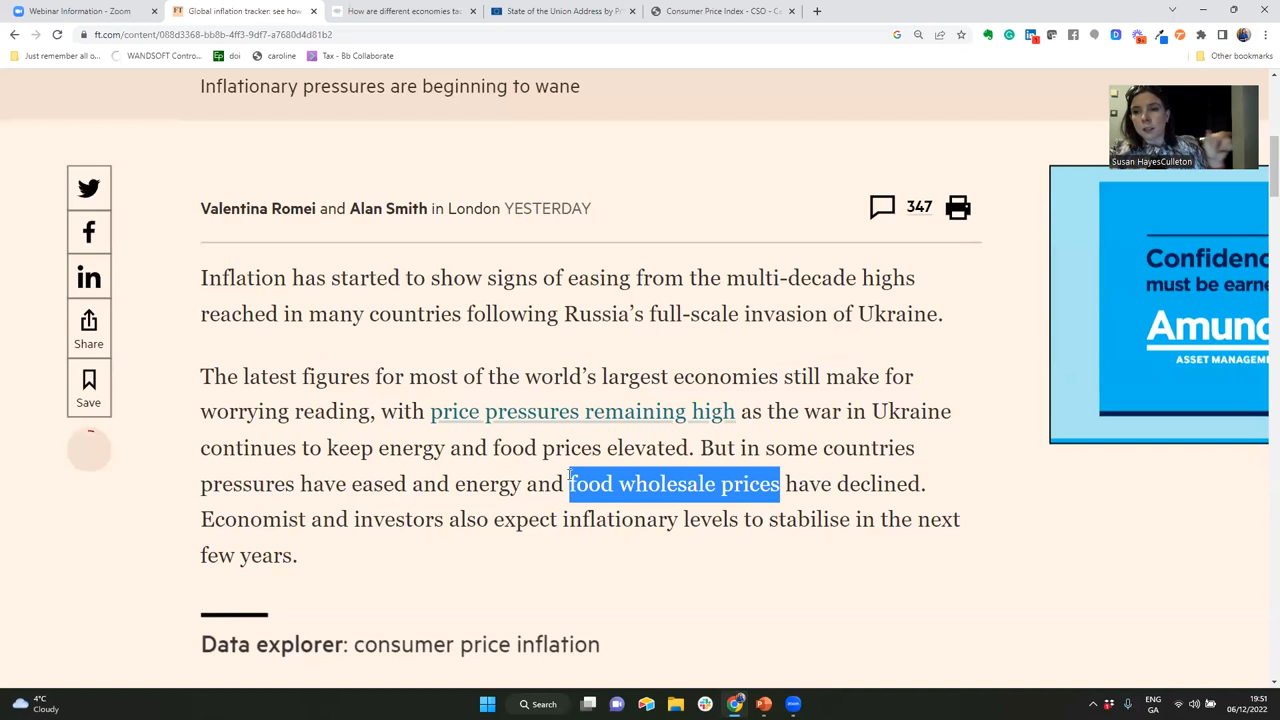 Webinar Information - Zoom
Global inflation tracker: see how
How are different economies ta
State of the Union Address by Pr
Consumer Price Index - CSO - C
ft.com/content/088d3368-bb8b-4ff3-9df7-a7680d4d81b2
Just remember all o...
WANDSOFT Contro...
doi
caroline
Tax - Bb Collaborate
Other bookmarks
Inflationary pressures are beginning to wane
Susan HayesCulleton
Valentina Romei and Alan Smith in London YESTERDAY
347
Inflation has started to show signs of easing from the multi-decade highs
reached in many countries following Russia's full-scale invasion of Ukraine.
Share
Save
The latest figures for most of the world's largest economies still make for
worrying reading, with price pressures remaining high as the war in Ukraine
continues to keep energy and food prices elevated. But in some countries
pressures have eased and energy and food wholesale prices have declined.
Economist and investors also expect inflationary levels to stabilise in the next
few years.
Confidenc
must be earne
Amund
ASSET MANAGEM
Data explorer: consumer price inflation
4°C
Cloudy
Search
ENG
GA
19:51
06/12/2022